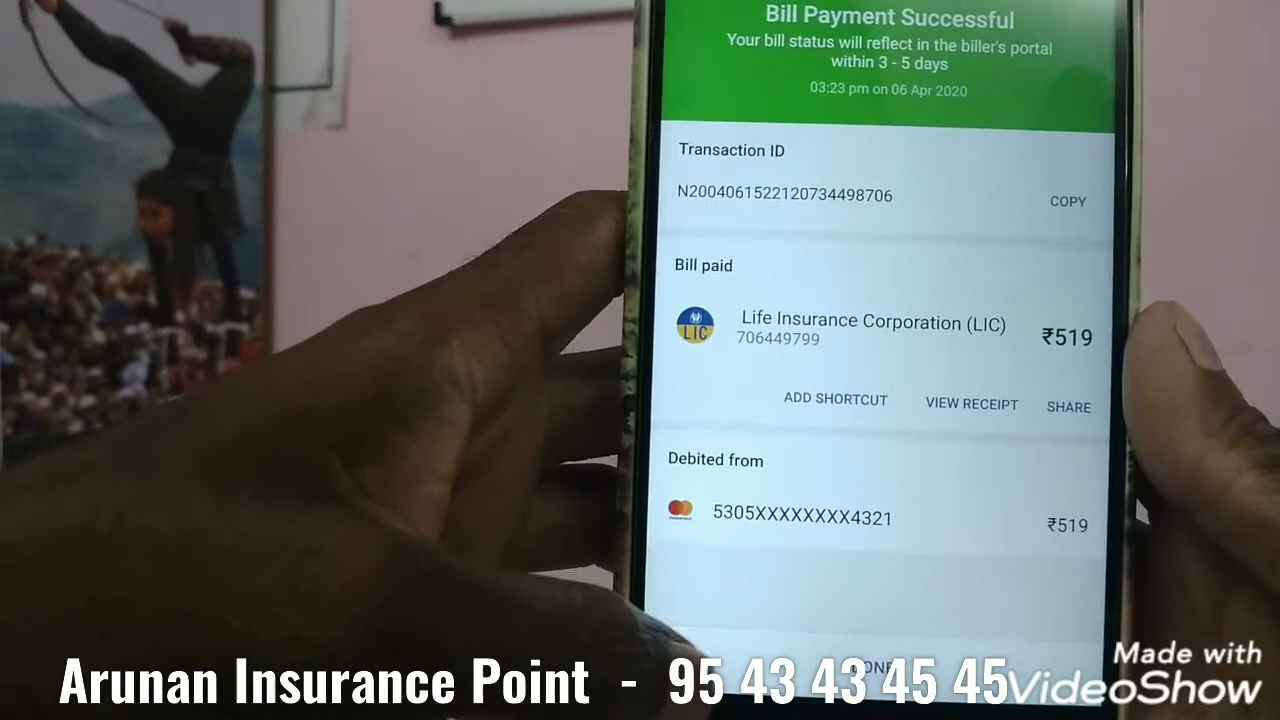 Bill Payment Successful
Your bill status will reflect in the biller's portal
within 3 - 5 days
03:23 pm on 06 Apr 2020
Transaction ID
N2004061522120734498706
COPY
Bill paid
LIC
Life Insurance Corporation (LIC)
706449799
₹519
ADD SHORTCUT VIEW RECEIPT SHARE
Debited from
5305XXXXXXXX4321
₹519
Arunan Insurance Point - 95 43 43 45 45
Made with
VideoShow